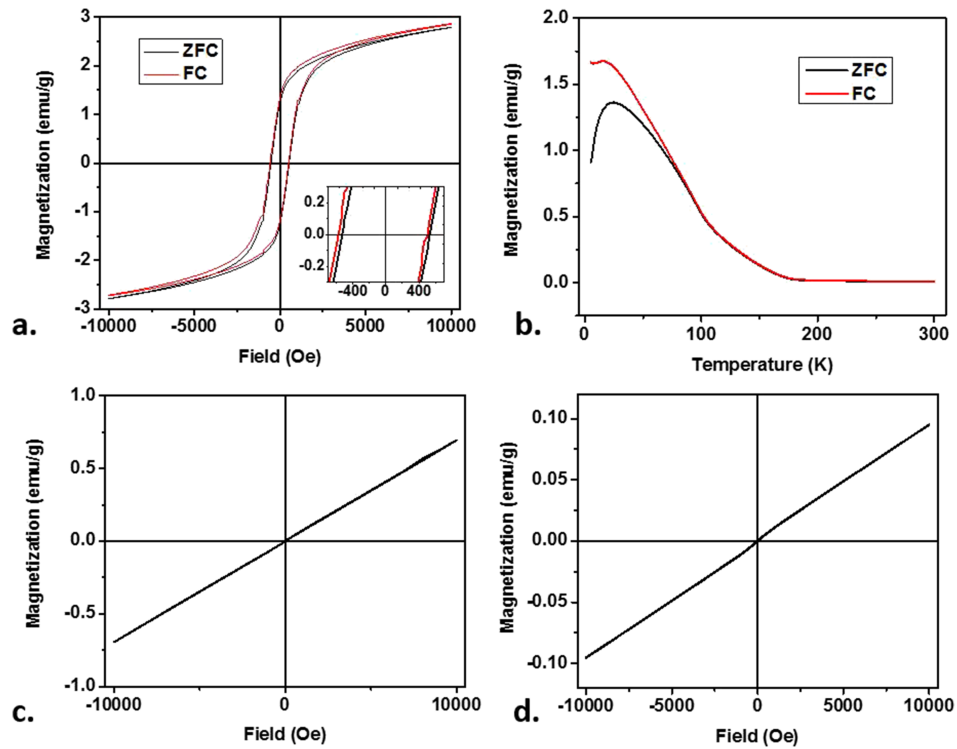 3
2
1
0
-1
-2
-3
Magnetization (emu/g)
ZFC
FC
0.2
0.0
-0.2
-400 0 400
-10000 -5000 0 5000 10000
Field (Oe)
a.
2.0
1.5
1.0
0.5
0.0
Magnetization (emu/g)
ZFC
FC
0 50 100 200 250 300
Temperature (K)
b.
1.0
0.5
0.0
-0.5
-1.0
Magnetization (emu/g)
-10000 0 10000
Field (Oe)
c.
0.10
0.05
0.00
-0.05
-0.10
Magnetization (emu/g)
-10000 -5000 0 5000 10000
Field (Oe)
d.